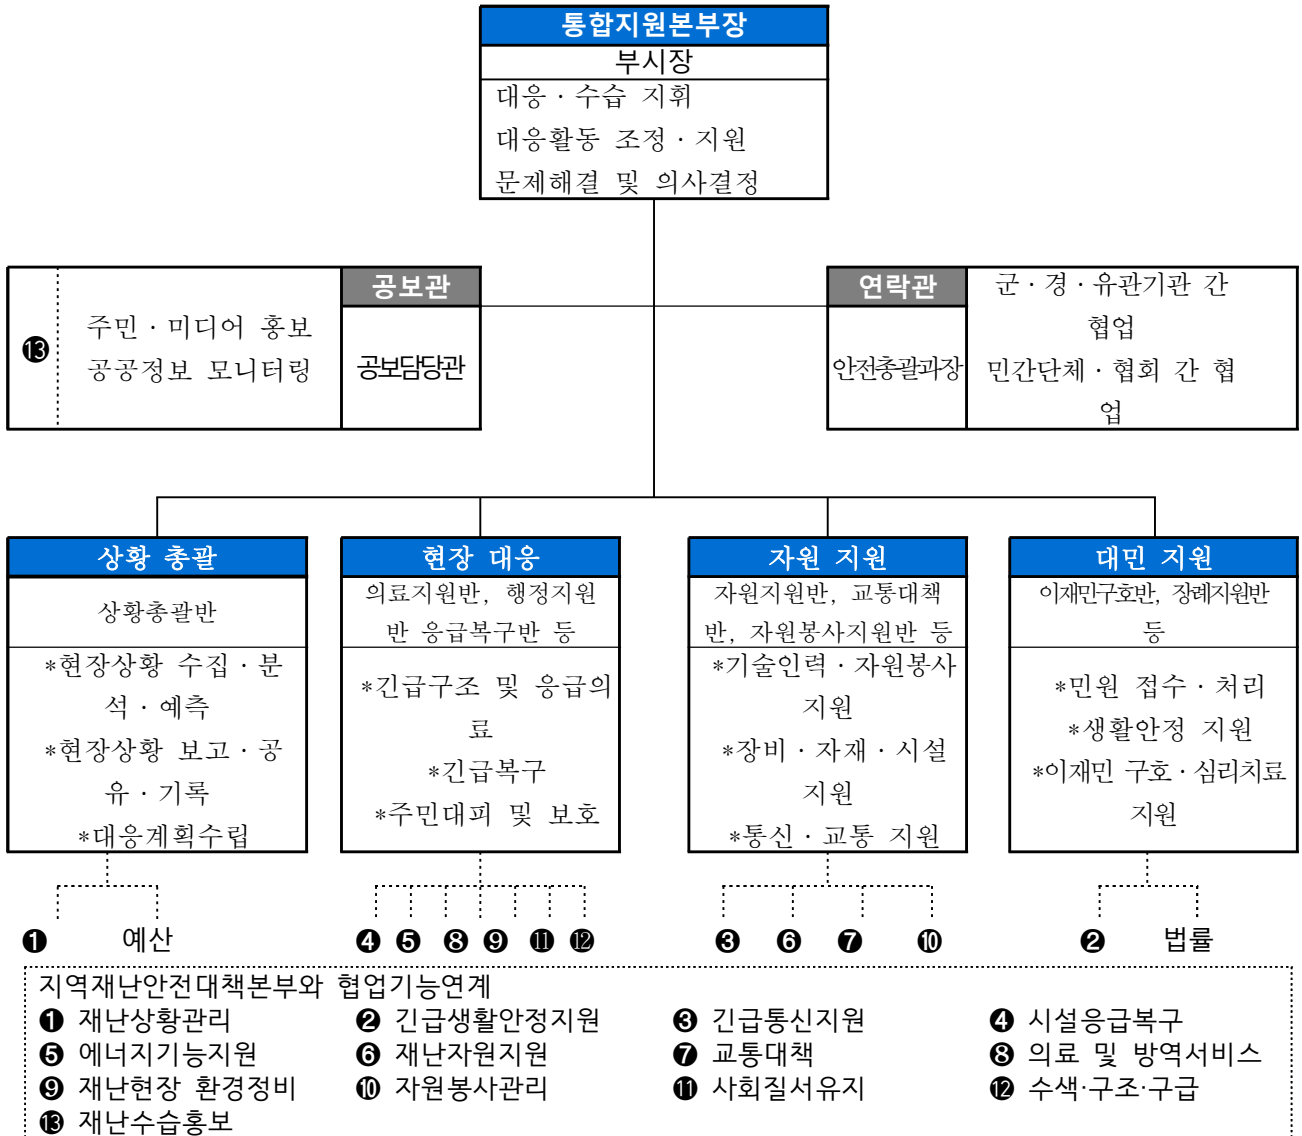 통합지원본부장
부시장
대응 · 수습 지휘
대응활동 조정 · 지원
문제해결 및 의사결정
⓭
주민 · 미디어 홍보
공공정보 모니터링
공보관
공보담당관
연락관
안전총괄과장
군 · 경 · 유관기관 간
협업
민간단체 · 협회 간 협
업
상황 총괄
상황총괄반
*현장상황 수집 · 분
석 · 예측
*현장상황 보고 · 공
유 · 기록
*대응계획수립
현장 대응
의료지원반, 행정지원
반 응급복구반 등
*긴급구조 및 응급의
료
*긴급복구
*주민대피 및 보호
자원 지원
자원지원반, 교통대책
반, 자원봉사지원반 등
*기술인력 · 자원봉사
지원
*장비 · 자재 · 시설
지원
*통신 · 교통 지원
대민 지원
이재민구호반, 장례지원반
등
*민원 접수 · 처리
*생활안정 지원
*이재민 구호 · 심리치료
지원
❶ 예산
❹ ❺ ❽ ❾ ⓫ ⓬
❸ ❻ ❼ ❿
❷ 법률
지역재난안전대책본부와 협업기능연계
❶ 재난상황관리 ❷ 긴급생활안정지원 ❸ 긴급통신지원 ❹ 시설응급복구
❺ 에너지기능지원 ❻ 재난자원지원 ❼ 교통대책 ❽ 의료 및 방역서비스
❾ 재난현장 환경정비 ❿ 자원봉사관리 ⓫ 사회질서유지 ⓬ 수색·구조·구급
⓭ 재난수습홍보